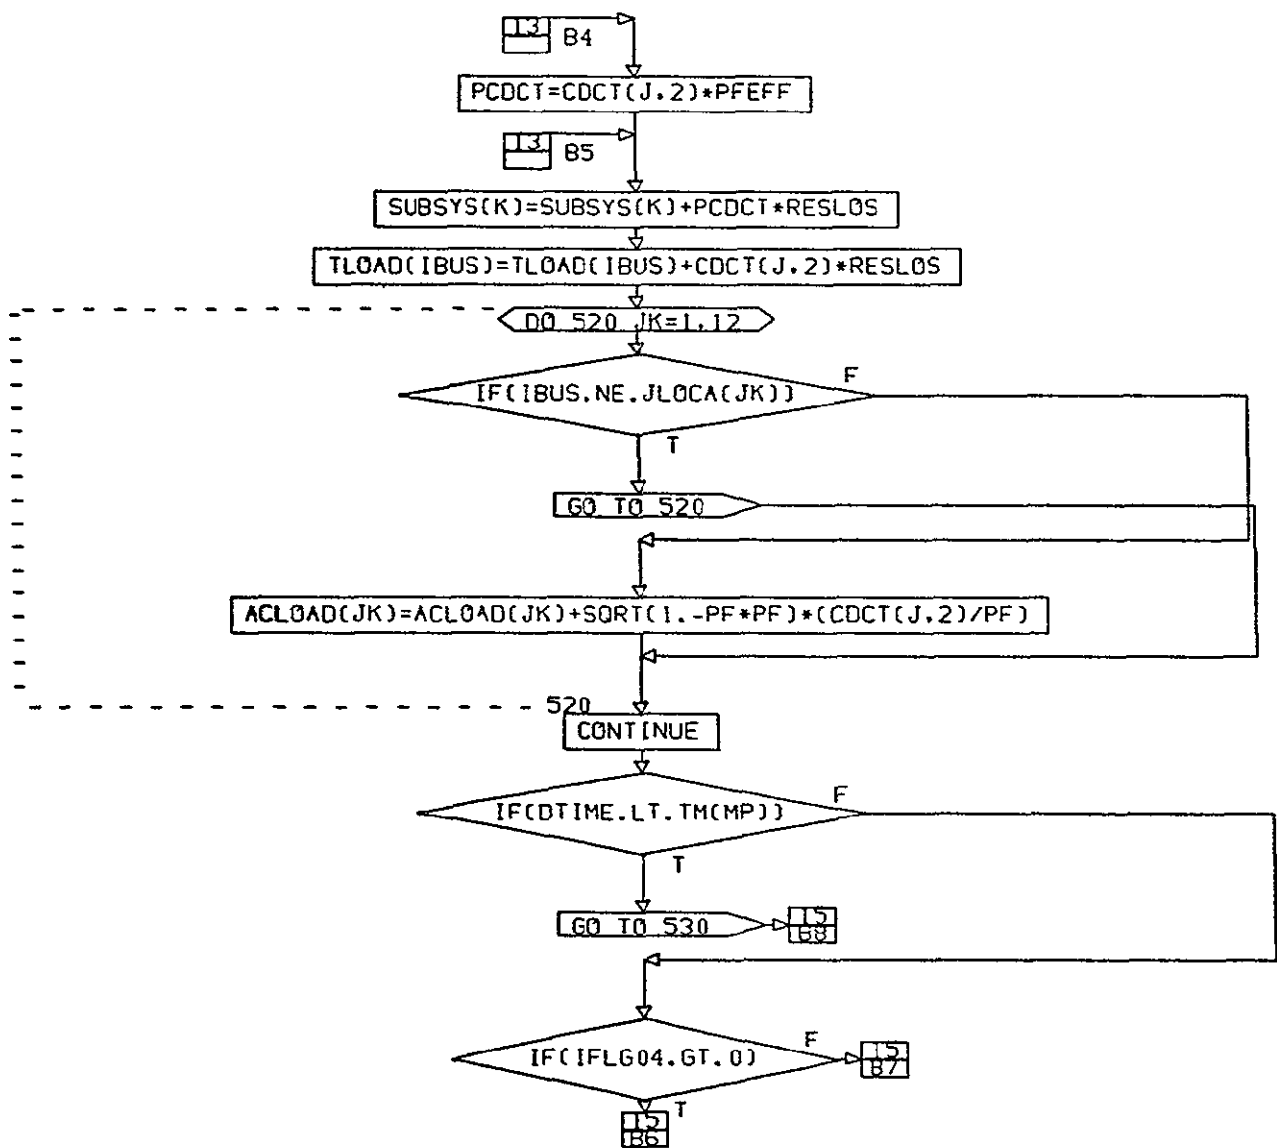 13
B4
PCDCT=CDCT(J.2)*PFEFF
13
B5
SUBSYS(K)=SUBSYS(K)+PCDCT*RESLOS
TLOAD(IBUS)=TLOAD(IBUS)+CDCT(J.2)*RESLOS
DO 520 JK=1.12
IF(IBUS.NE.JLOCA(JK))
F
T
GO TO 520
ACLOAD(JK)=ACLOAD(JK)+SQRT(1.-PF*PF)*(CDCT(J.2)/PF)
520
CONTINUE
IF(DTIME.LT.TM(MP))
F
T
GO TO 530
15
B8
IF(IFLG04.GT.0)
F
15
B7
T
15
B6